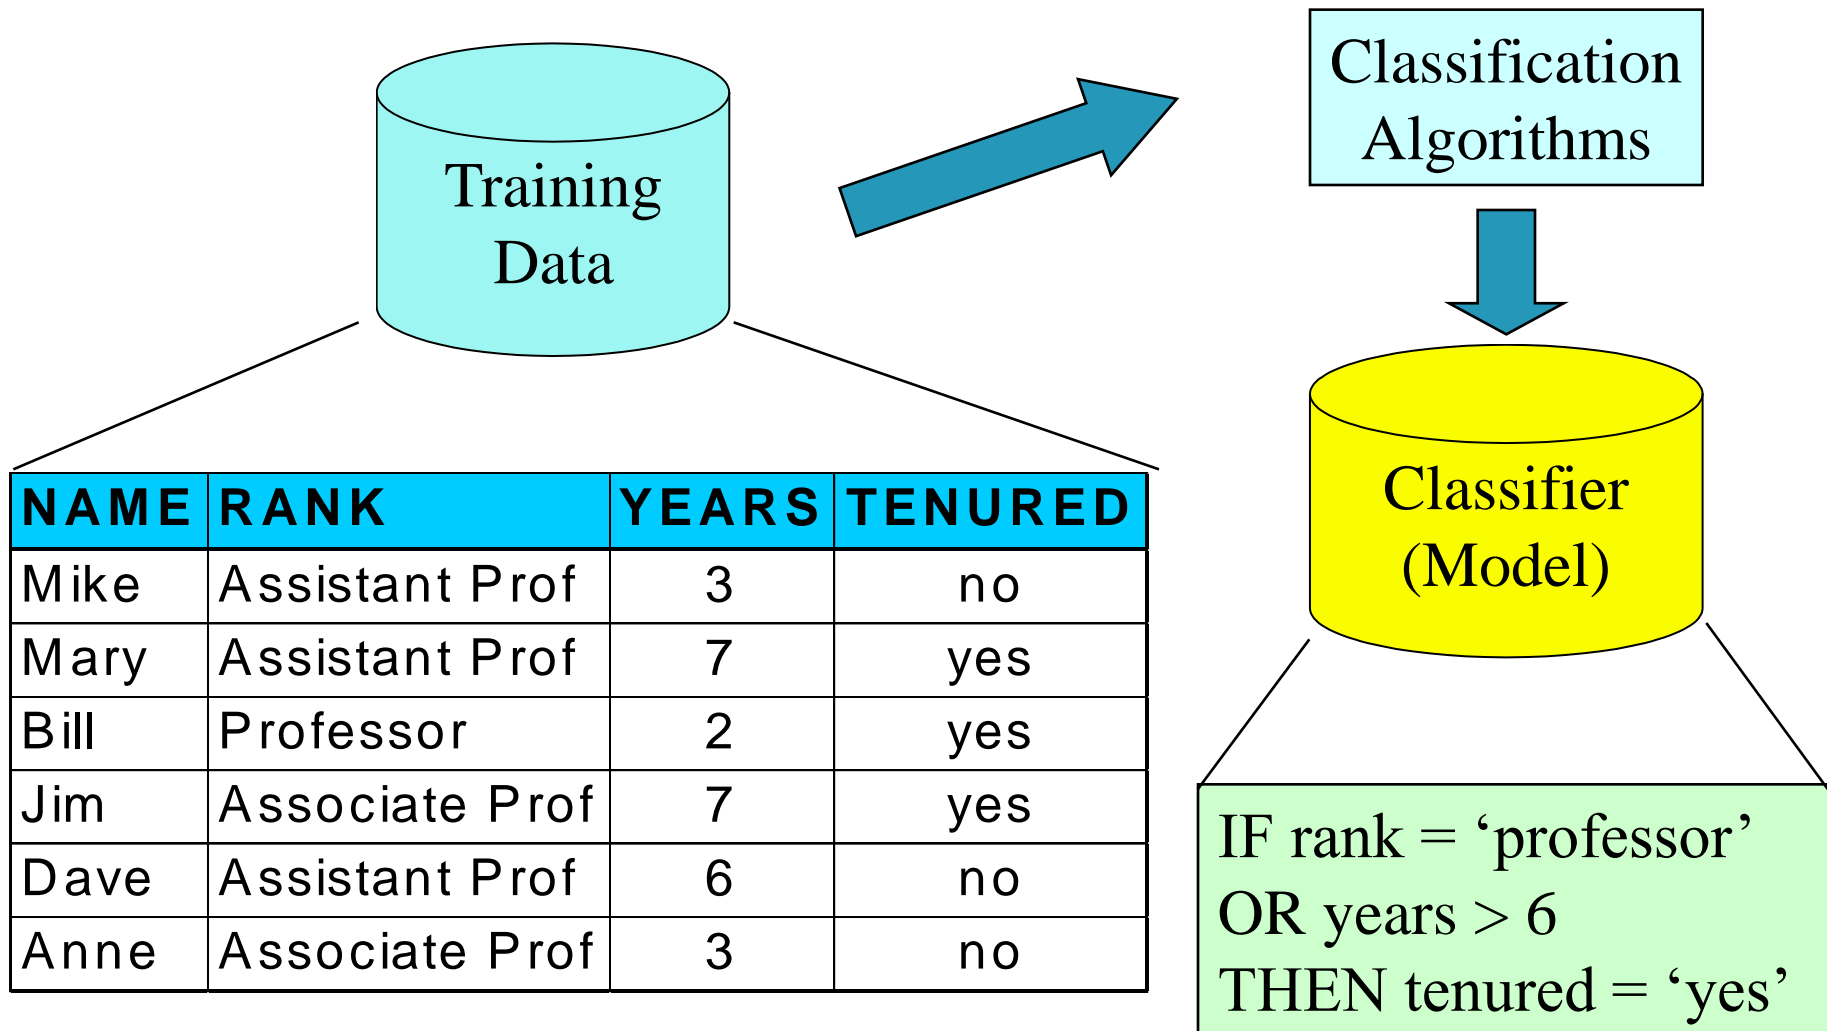 Training
Data
Classification
Algorithms
NAME RANK YEARS TENURED
Mike Assistant Prof 3 no
Mary Assistant Prof 7 yes
Bill Professor 2 yes
Jim Associate Prof 7 yes
Dave Assistant Prof 6 no
Anne Associate Prof 3 no
Classifier
(Model)
IF rank = ‘professor’
OR years > 6
THEN tenured = ‘yes’